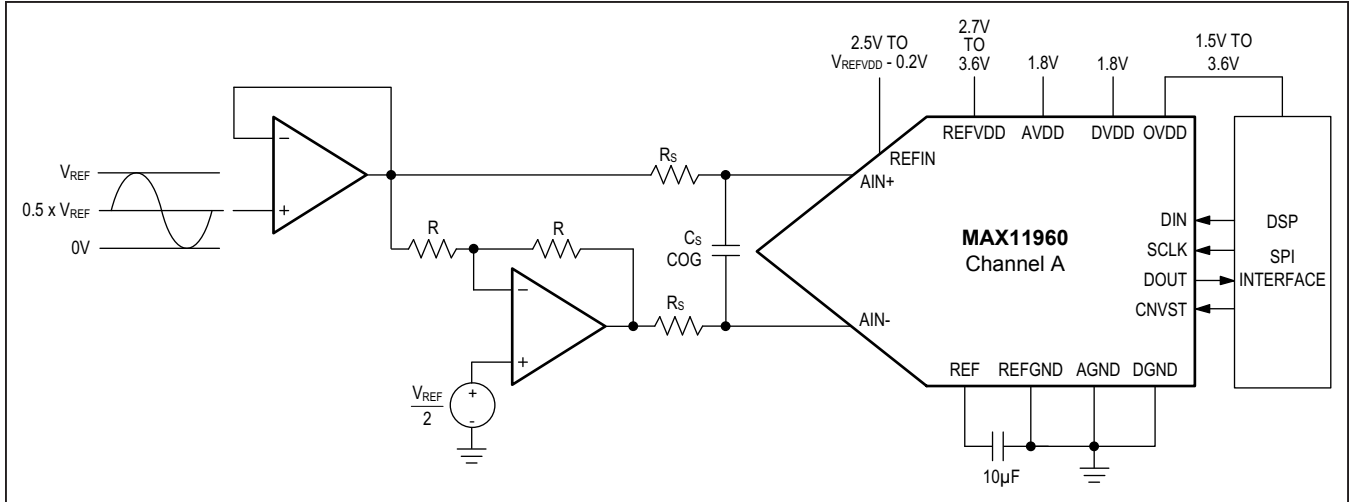 2.5V TO
VREFVDD - 0.2V
2.7V
TO
3.6V
1.8V
1.8V
1.5V TO
3.6V
REFVDD
AVDD
DVDD
OVDD
REFIN
VREF
0.5 x VREF
0V
−
+
RS
AIN+
R
R
CS
COG
MAX11960
Channel A
DIN
SCLK
DOUT
CNVST
DSP
SPI
INTERFACE
−
+
RS
AIN-
VREF
2
+
-
REF
REFGND
AGND
DGND
10µF